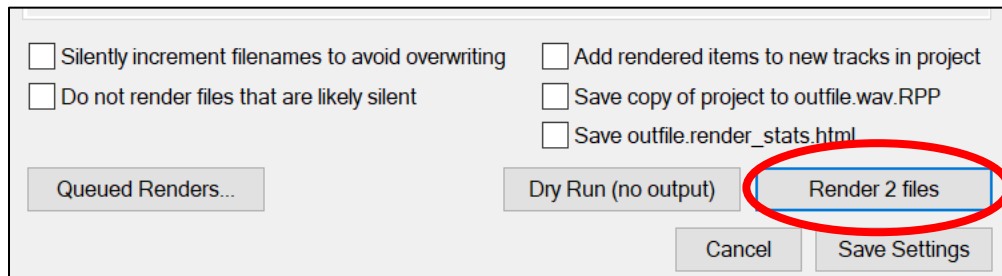 Silently increment filenames to avoid overwriting
Add rendered items to new tracks in project
Do not render files that are likely silent
Save copy of project to outfile.wav.RPP
Save outfile.render_stats.html
Queued Renders...
Dry Run (no output)
Render 2 files
Cancel
Save Settings